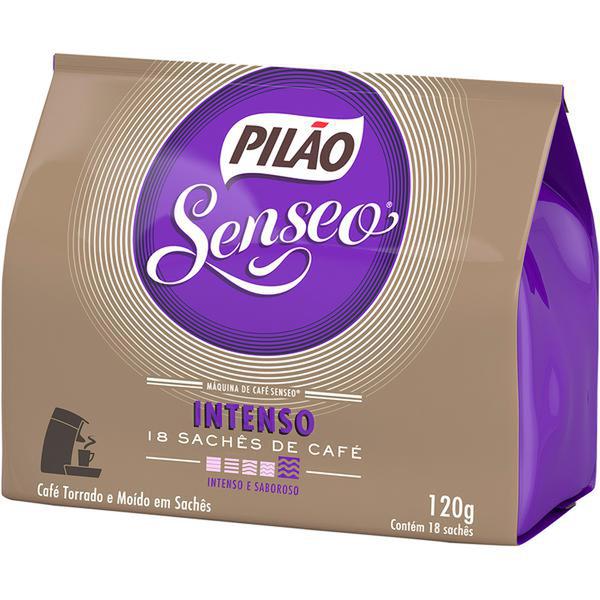 PILÃO
Senseo®
MÁQUINA DE CAFÉ SENSEO®
INTENSO
18 SACHÊS DE CAFÉ
INTENSO E SABOROSO
Café Torrado e Moído em Sachês
120g
Contém 18 sachês